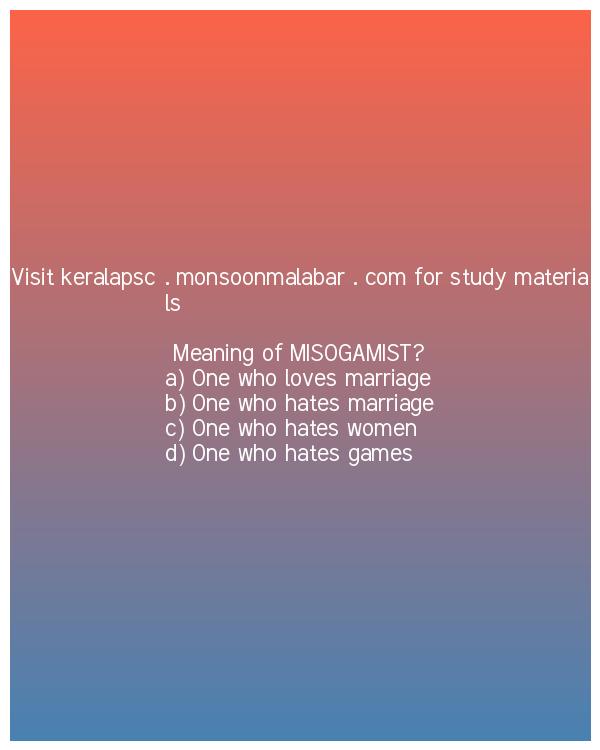 Visit keralapsc . monsoonmalabar . com for study materia
ls
Meaning of MISOGAMIST?
a) One who loves marriage
b) One who hates marriage
c) One who hates women
d) One who hates games